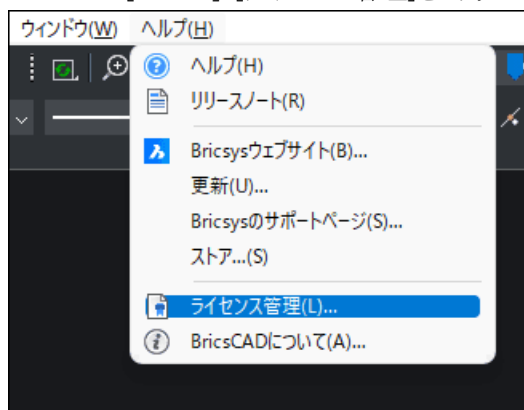 ウィンドウ(W) ヘルプ(H)
ヘルプ(H)
リリースノート(R)
Bricsysウェブサイト(B)...
更新(U)...
Bricsysのサポートページ(S)...
ストア...(S)
ライセンス管理(L)...
BricsCADについて(A)...